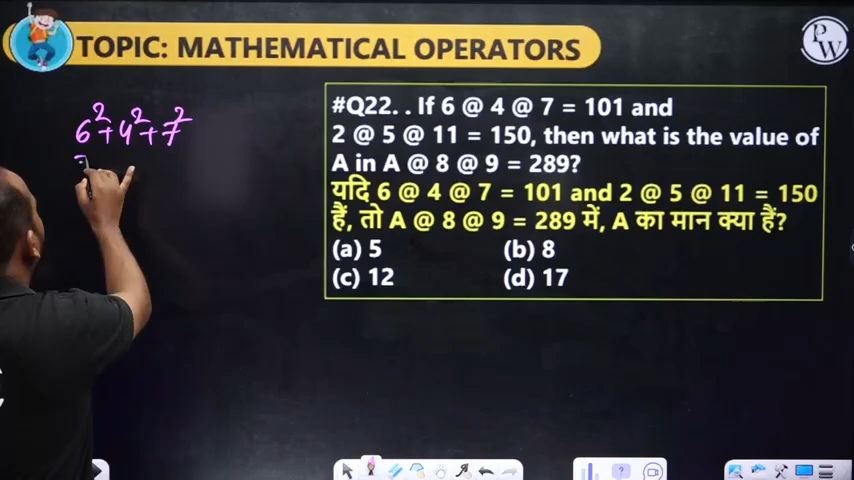 TOPIC: MATHEMATICAL OPERATORS
PW
6² + 4² + 7²
#Q22. . If 6 @ 4 @ 7 = 101 and
2 @ 5 @ 11 = 150, then what is the value of
A in A @ 8 @ 9 = 289?
यदि 6 @ 4 @ 7 = 101 and 2 @ 5 @ 11 = 150
हैं, तो A @ 8 @ 9 = 289 में, A का मान क्या हैं?
(a) 5 (b) 8
(c) 12 (d) 17